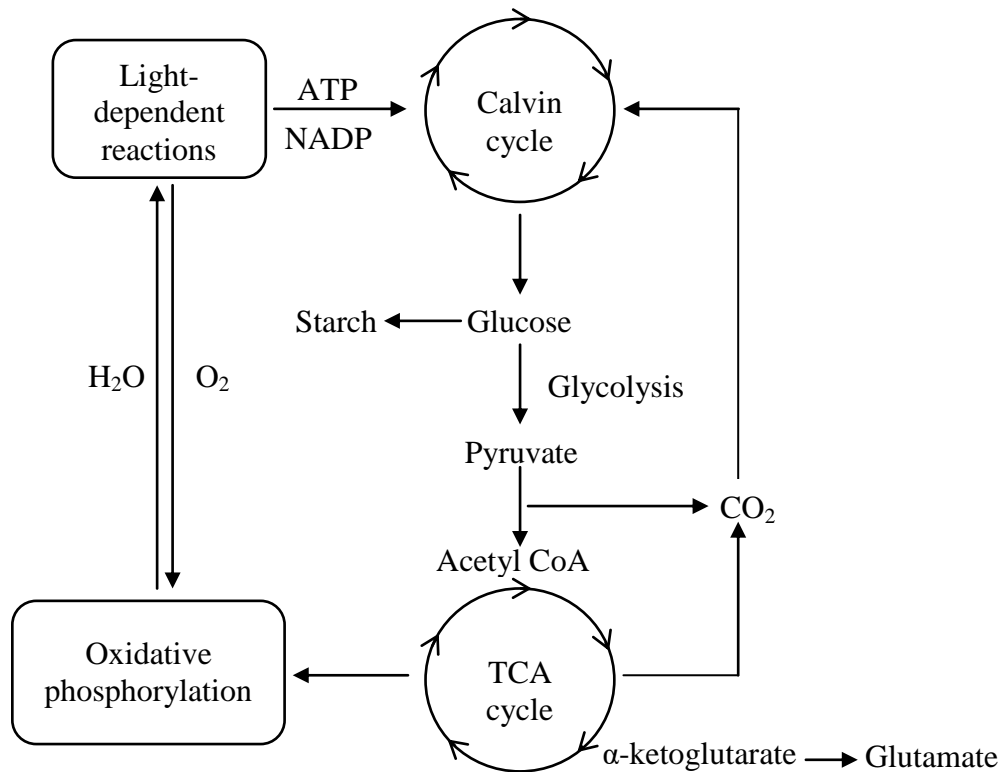 Light-
dependent
reactions
ATP
NADP
Calvin
cycle
Starch
Glucose
H₂O
O₂
Glycolysis
Pyruvate
CO₂
Acetyl CoA
Oxidative
phosphorylation
TCA
cycle
α-ketoglutarate
Glutamate